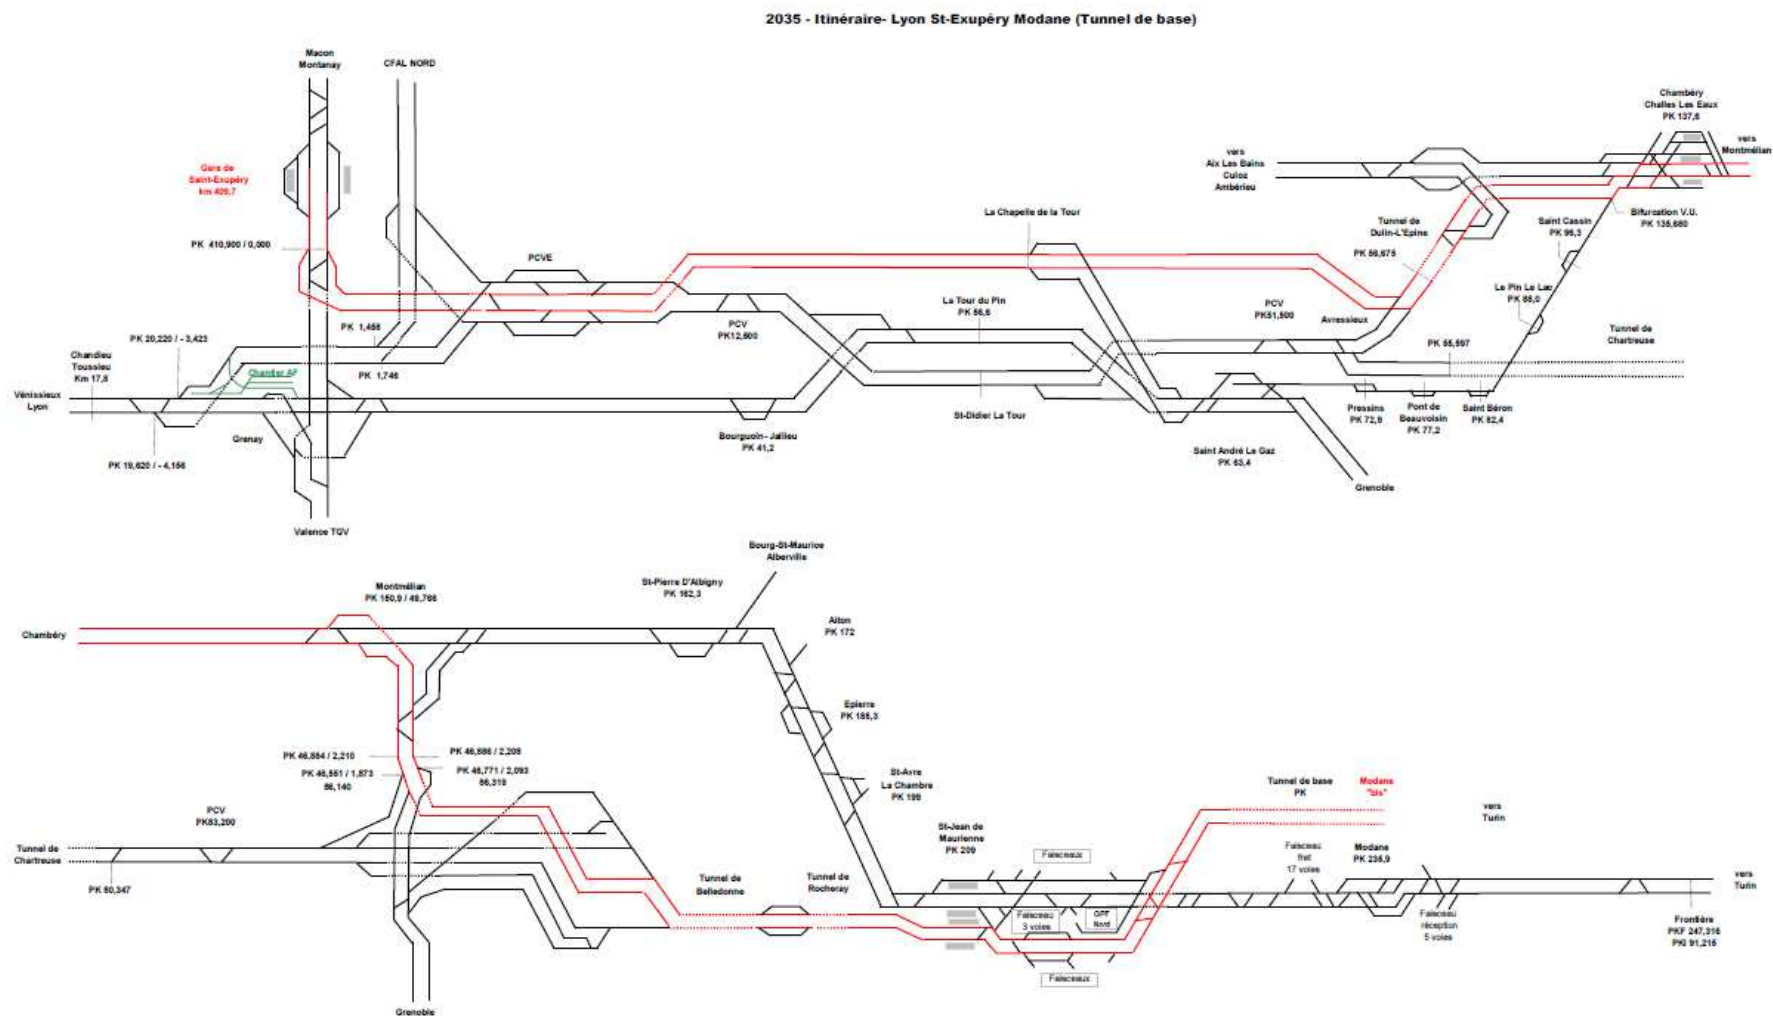 2035 - Itinéraire- Lyon St-Exupéry Modane (Tunnel de base)
Macon
Montanay
CFAL NORD
Gare de
Saint-Exupéry
km 409,7
PK 410,900 / 0,000
PCVE
La Chapelle de la Tour
vers
Aix Les Bains
Culoz
Ambérieu
Chambéry
Challes Les Eaux
PK 137,6
vers
Montmélian
Tunnel de
Dulin-L'Epine
PK 56,675
Saint Cassin
PK 96,3
Bifurcation V.U.
PK 135,680
Le Pin Le Lac
PK 88,0
Tunnel de
Chartreuse
PK 20,220 / - 3,423
PK 1,455
PK 1,746
Chandieu
Toussieu
Km 17,8
Chantier AF
Vénissieux
Lyon
Grenay
PK 19,620 / - 4,156
Valence TGV
PCV
PK12,500
La Tour du Pin
PK 56,6
St-Didier La Tour
Bourguoin- Jallieu
PK 41,2
PCV
PK51,500
Avressieux
PK 55,597
Pressins
PK 72,9
Pont de
Beauvoisin
PK 77,2
Saint Béron
PK 82,4
Saint André Le Gaz
PK 63,4
Grenoble
Bourg-St-Maurice
Alberville
Montmélian
PK 150,9 / 49,766
St-Pierre D'Albigny
PK 162,3
Chambéry
Aiton
PK 172
Epierre
PK 185,3
PK 46,884 / 2,210
PK 46,886 / 2,208
PK 46,551 / 1,873
86,140
PK 46,771 / 2,093
86,319
St-Avre
La Chambre
PK 199
Tunnel de base
PK
Modane
"bis"
vers
Turin
PCV
PK83,200
Tunnel de
Chartreuse
PK 80,347
St-Jean de
Maurienne
PK 209
Faisceaux
Faisceau
fret
17 voies
Modane
PK 235,9
vers
Turin
Tunnel de
Belledonne
Tunnel de
Rocheray
Faisceau
3 voies
GPF
Nord
Faisceau
réception
5 voies
Frontière
PKF 247,316
PKI 91,215
Faisceaux
Grenoble